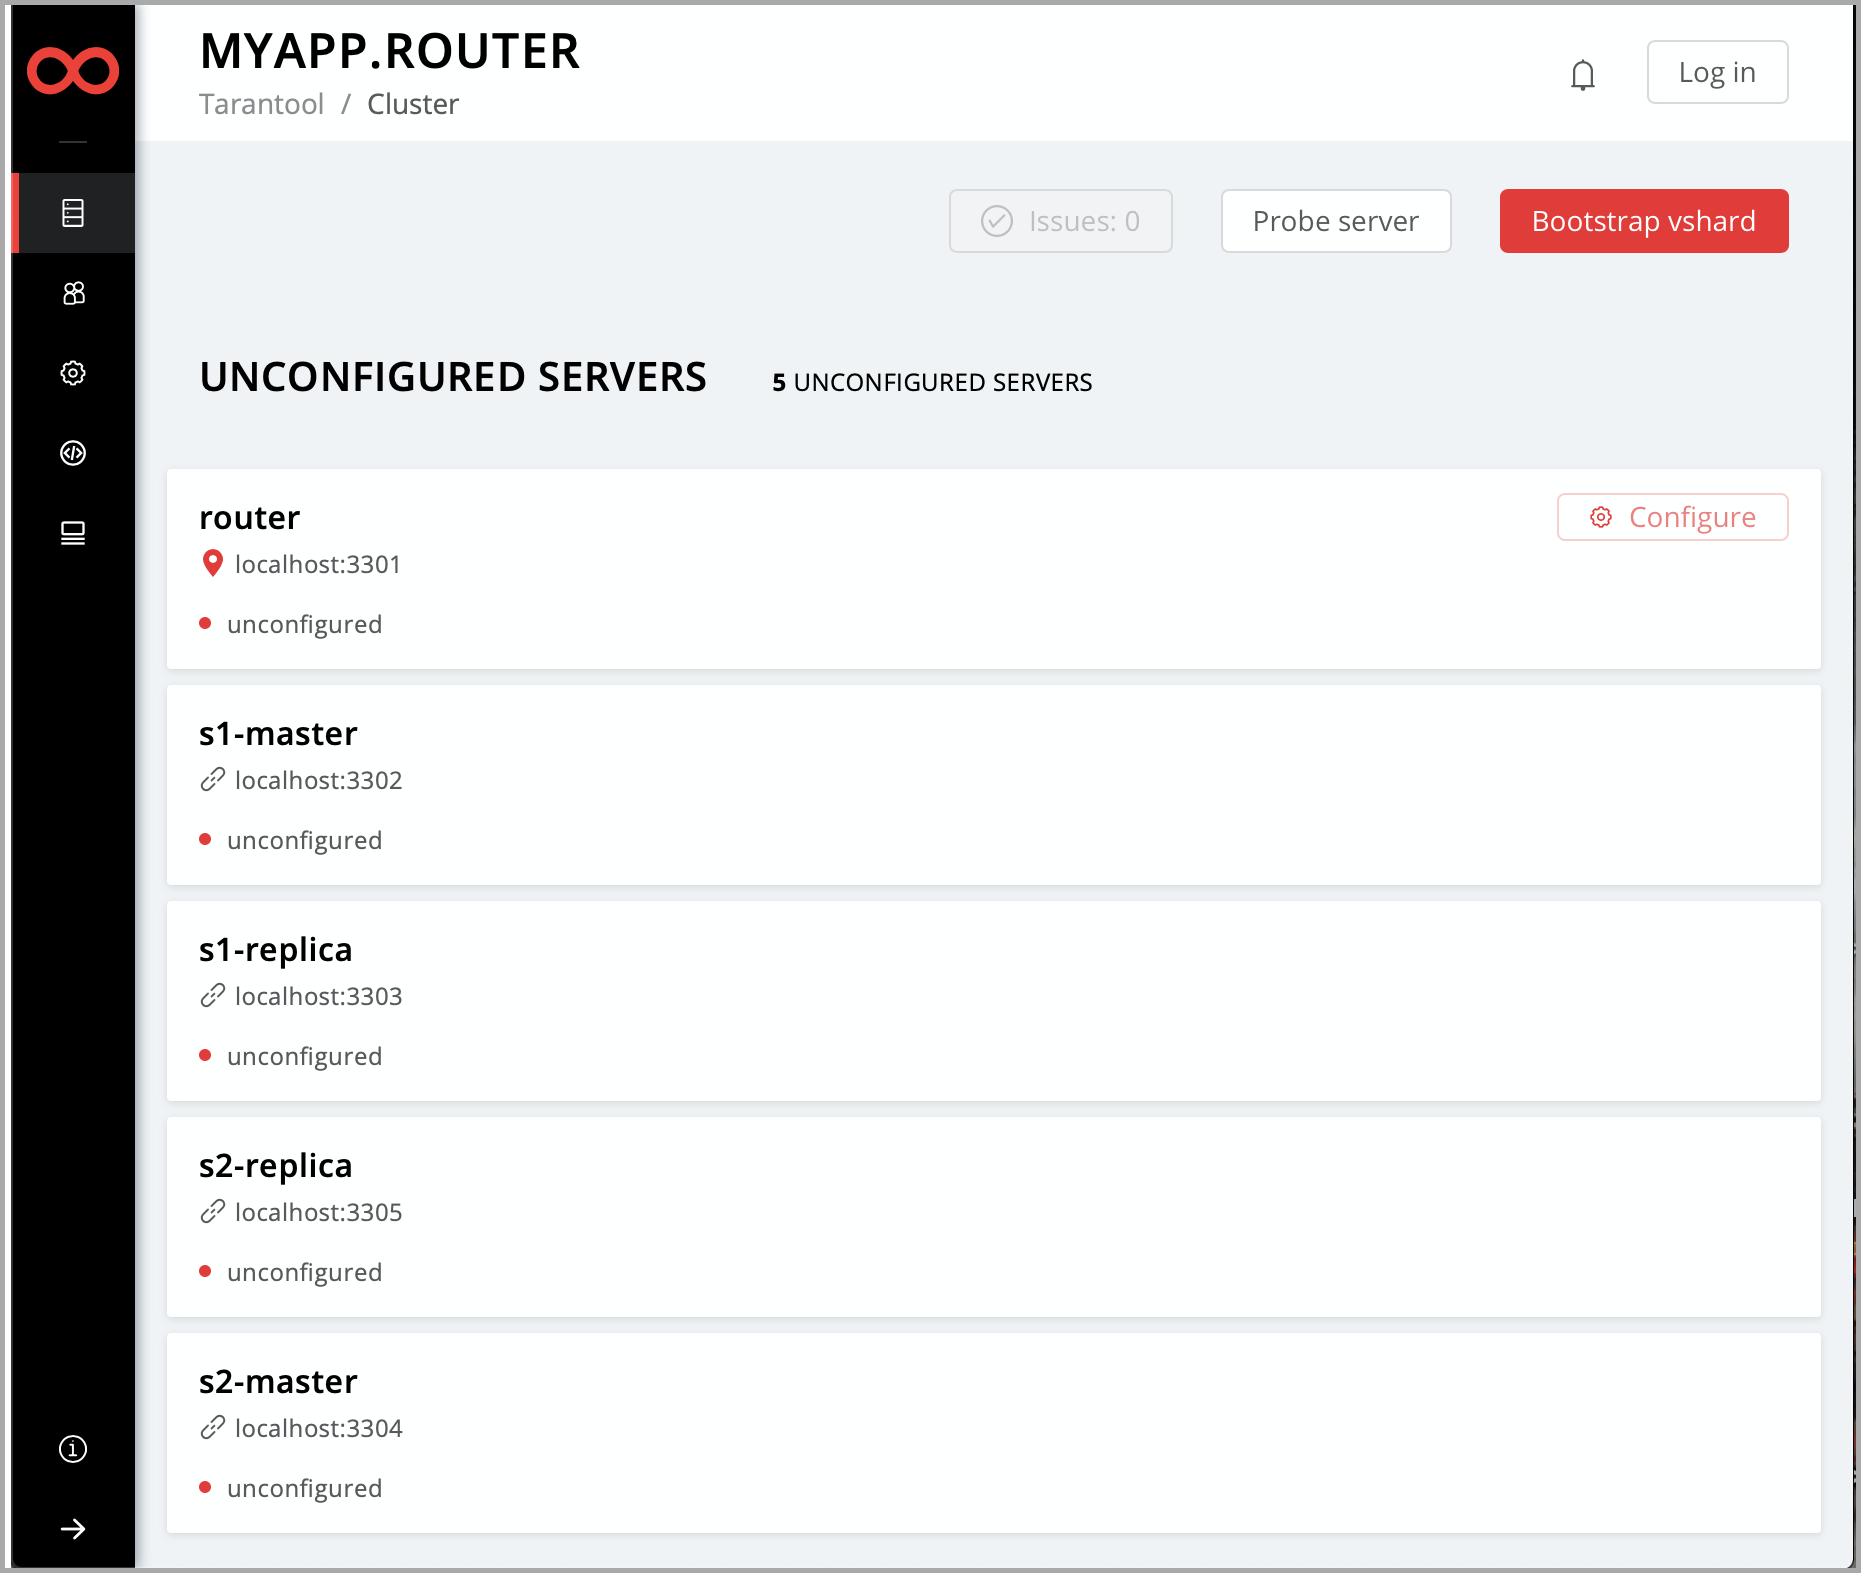 MYAPP.ROUTER
Tarantool / Cluster
Log in
Issues: 0
Probe server
Bootstrap vshard
UNCONFIGURED SERVERS
5 UNCONFIGURED SERVERS
router
Configure
localhost:3301
unconfigured
s1-master
localhost:3302
unconfigured
s1-replica
localhost:3303
unconfigured
s2-replica
localhost:3305
unconfigured
s2-master
localhost:3304
unconfigured